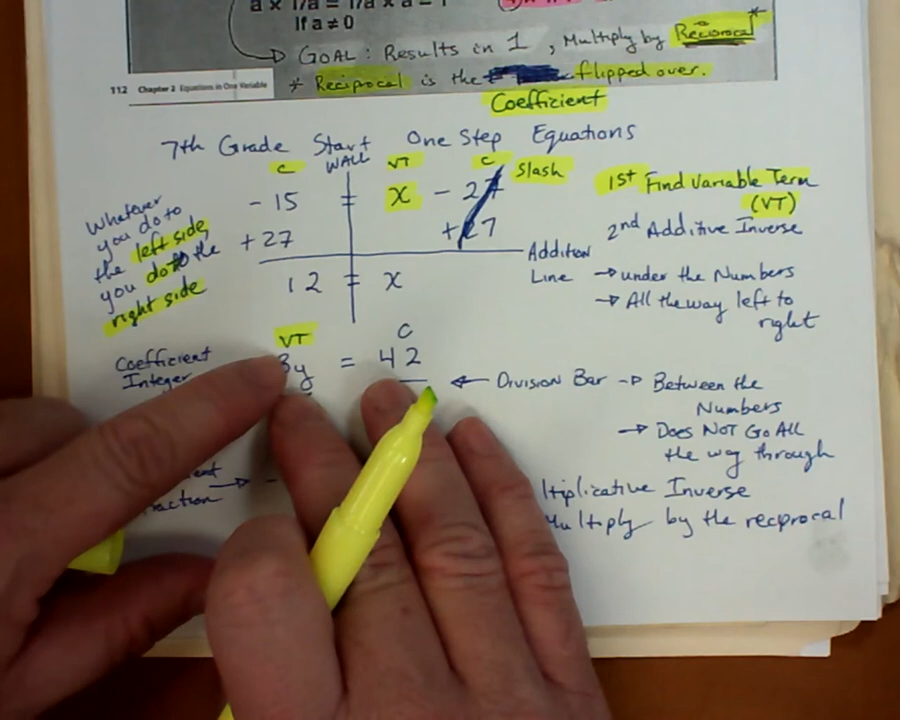 a x 1/a = 1/a x a = 1
If a ≠ 0
GOAL: Results in 1, Multiply by Reciprocal*
* Reciprocal is the flipped over.
112 Chapter 2 Equations in One Variable
Coefficient
7th Grade Start One Step Equations
WALL
C VT C Slash
- 15 = x - 27
+27 +27
12 = x
Whatever
you do to
the left side,
you do to the
right side
1st Find Variable Term
(VT)
2nd Additive Inverse
Addition
Line → under the Numbers
→ All the way left to
right
VT C
3y = 42
Coefficient
Integer
← Division Bar → Between the
Numbers
→ Does NOT Go All
the way through
→ -
ltiplicative Inverse
Multiply by the reciprocal